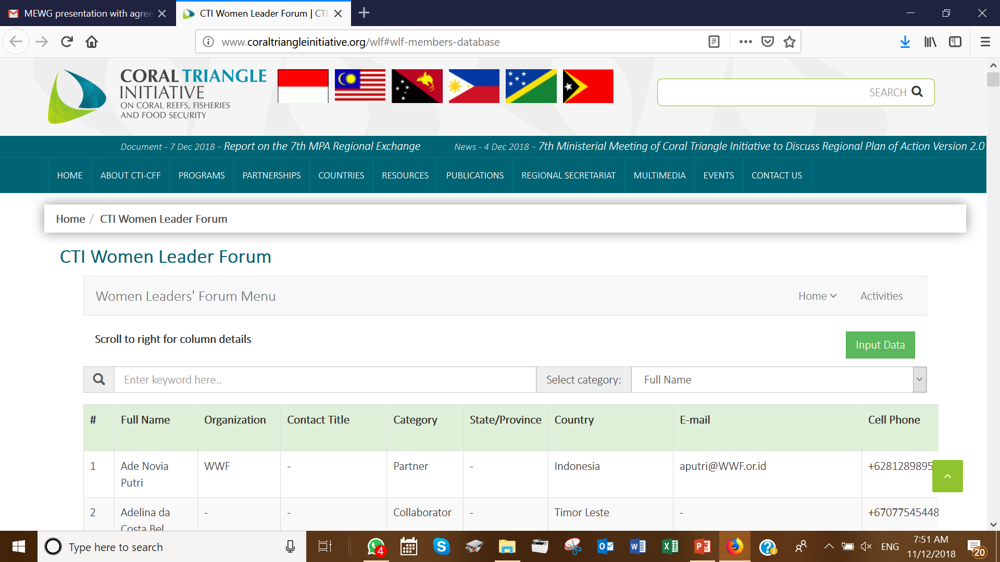 MEWG presentation with agree
CTI Women Leader Forum | CTI
www.coraltriangleinitiative.org/wlf#wlf-members-database
CORAL TRIANGLE
INITIATIVE
ON CORAL REEFS, FISHERIES
AND FOOD SECURITY
SEARCH
Document - 7 Dec 2018 - Report on the 7th MPA Regional Exchange
News - 4 Dec 2018 - 7th Ministerial Meeting of Coral Triangle Initiative to Discuss Regional Plan of Action Version 2.0
HOME ABOUT CTI-CFF PROGRAMS PARTNERSHIPS COUNTRIES RESOURCES PUBLICATIONS REGIONAL SECRETARIAT MULTIMEDIA EVENTS CONTACT US
Home / CTI Women Leader Forum
CTI Women Leader Forum
Women Leaders' Forum Menu
Home
Activities
Scroll to right for column details
Input Data
Enter keyword here..
Select category:
Full Name
# Full Name Organization Contact Title Category State/Province Country E-mail Cell Phone
1 Ade Novia WWF - Partner - Indonesia aputri@WWF.or.id +6281289895
Putri
2 Adelina da - - Collaborator - Timor Leste - +67077545448
Costa Bel
Type here to search
4
ENG
7:51 AM
11/12/2018
20